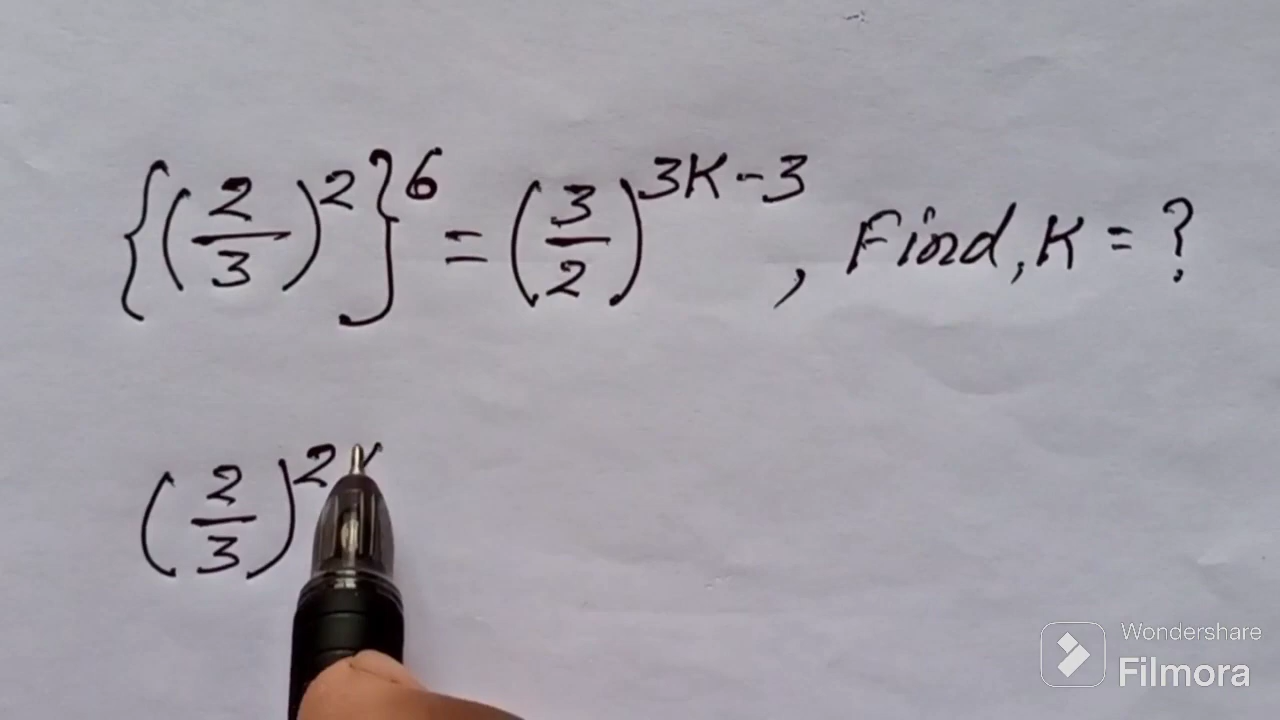 {(2/3)^2}^6 = (3/2)^{3K-3}, Find, K = ?
(2/3)^2
Wondershare
Filmora